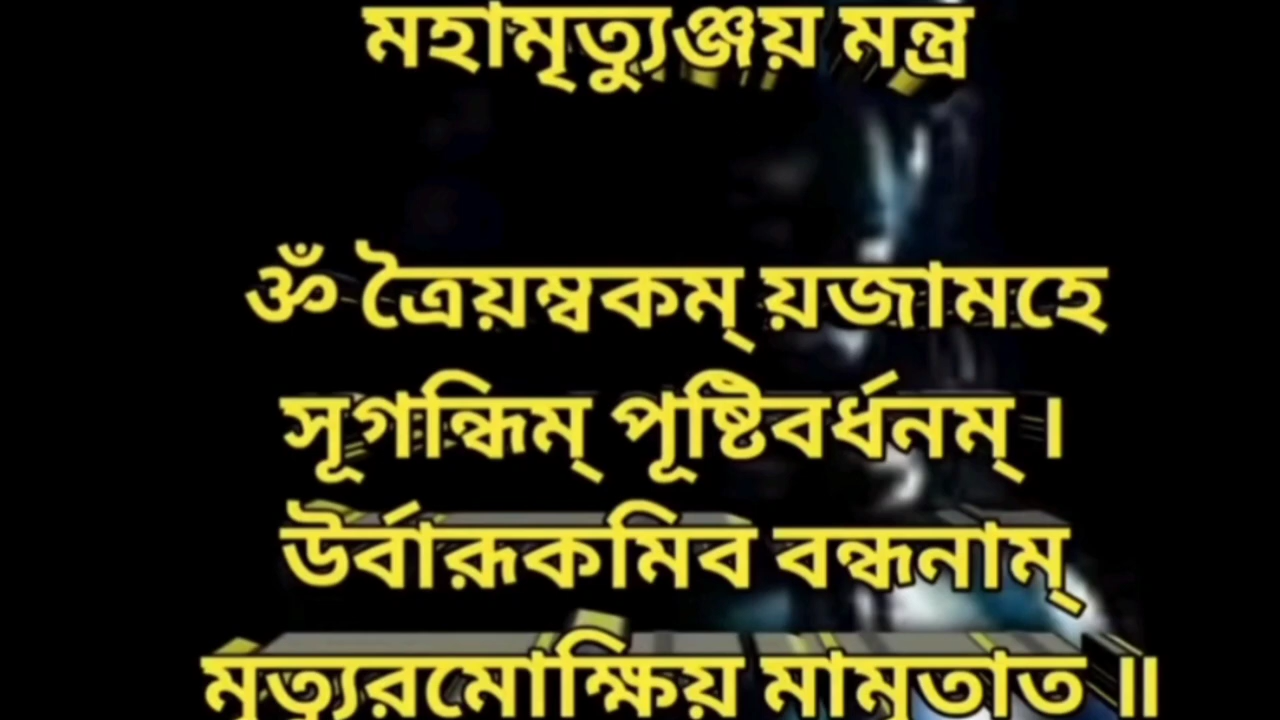 মহামৃত্যুঞ্জয় মন্ত্র
ওঁ ত্রৈয়ম্বকম্ য়জামহে
সূগন্ধিম্ পূষ্টিবর্ধনম্ ।
উর্বারূকমিব বন্ধনাম্
মৃত্যুরমোক্ষিয় মামৃতাত ॥